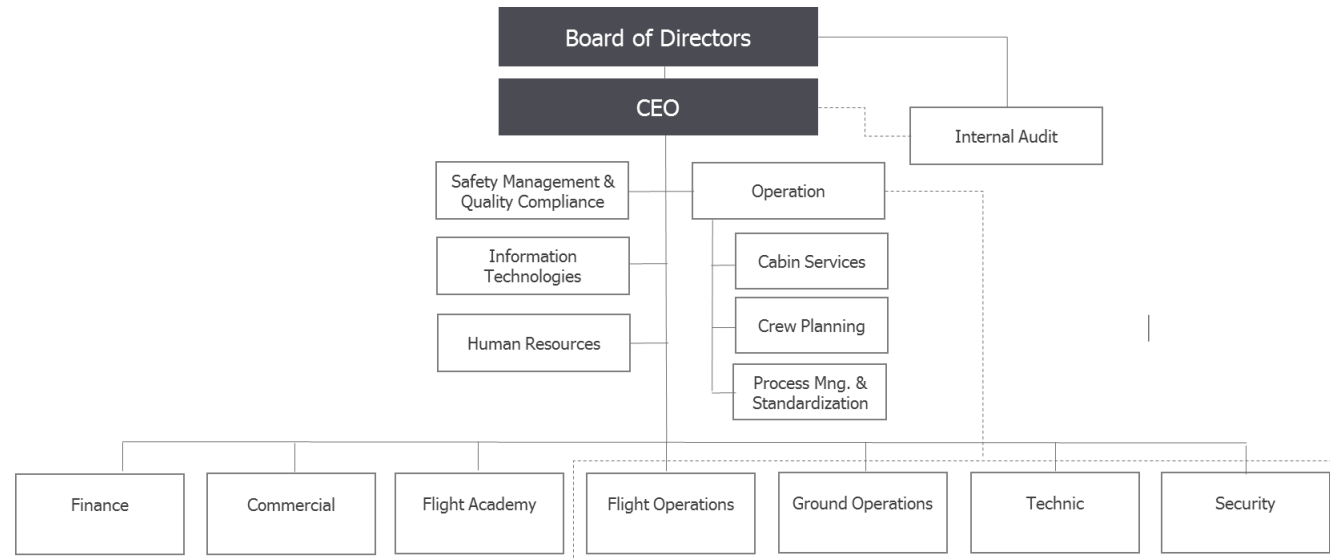 Board of Directors
CEO
Internal Audit
Safety Management &
Quality Compliance
Operation
Information
Technologies
Cabin Services
Crew Planning
Human Resources
Process Mng. &
Standardization
Finance
Commercial
Flight Academy
Flight Operations
Ground Operations
Technic
Security